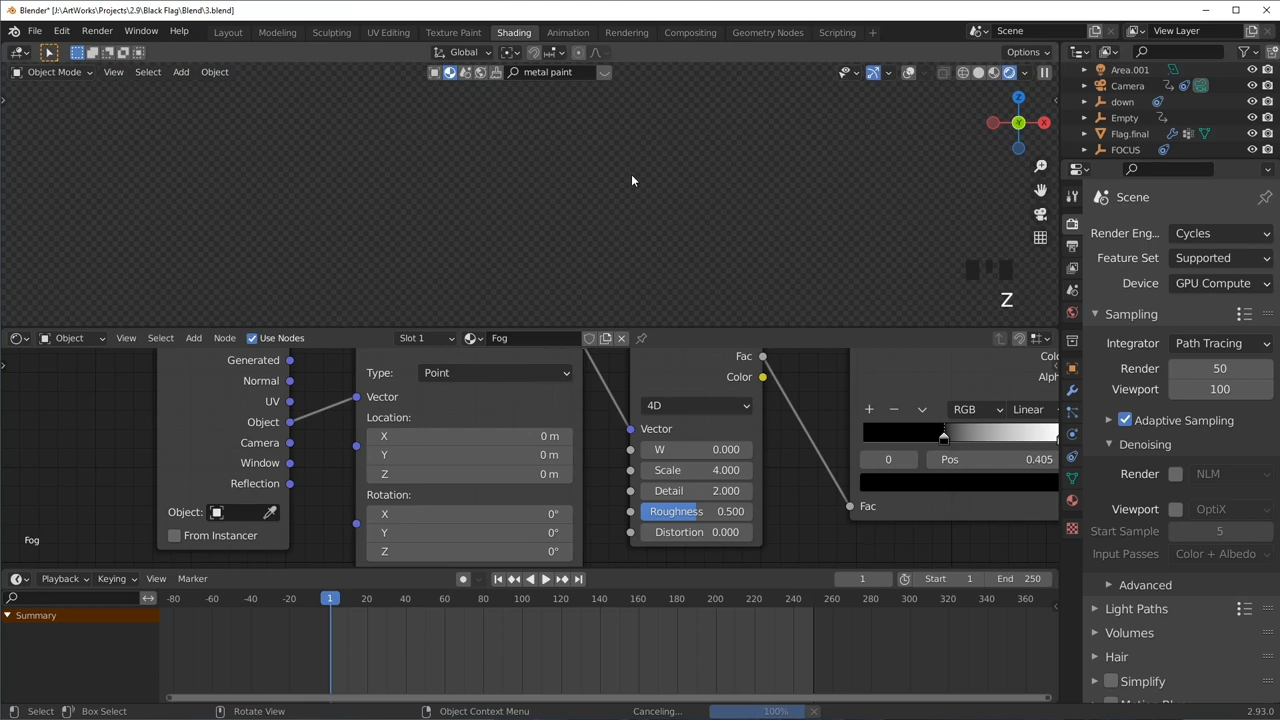 Blender* [J:\ArtWorks\Projects\2.9\Black Flag\Blend\3.blend]
File Edit Render Window Help Layout Modeling Sculpting UV Editing Texture Paint Shading Animation Rendering Compositing Geometry Nodes Scripting + Scene View Layer
Global Options
Object Mode View Select Add Object metal paint
Area.001
Camera
down
Empty
Flag.final
FOCUS
Z
X
Y
Scene
Render Eng... Cycles
Feature Set Supported
Device GPU Compute
Sampling
Integrator Path Tracing
Render 50
Viewport 100
Adaptive Sampling
Denoising
Render NLM
Viewport OptiX
Start Sample 5
Input Passes Color + Albedo
Advanced
Light Paths
Volumes
Hair
Simplify
Z
Object View Select Add Node Use Nodes Slot 1 Fog
Generated
Normal
UV
Object
Camera
Window
Reflection
Object:
From Instancer
Fog
Type: Point
Vector
Location:
X 0 m
Y 0 m
Z 0 m
Rotation:
X 0°
Y 0°
Z 0°
Fac
Color
4D
Vector
W 0.000
Scale 4.000
Detail 2.000
Roughness 0.500
Distortion 0.000
RGB Linear
0 Pos 0.405
Fac
Playback Keying View Marker 1 Start 1 End 250
-80 -60 -40 -20 1 20 40 60 80 100 120 140 160 180 200 220 240 260 280 300 320 340 360
Summary
Select Box Select Rotate View Object Context Menu Canceling... 100% 2.93.0